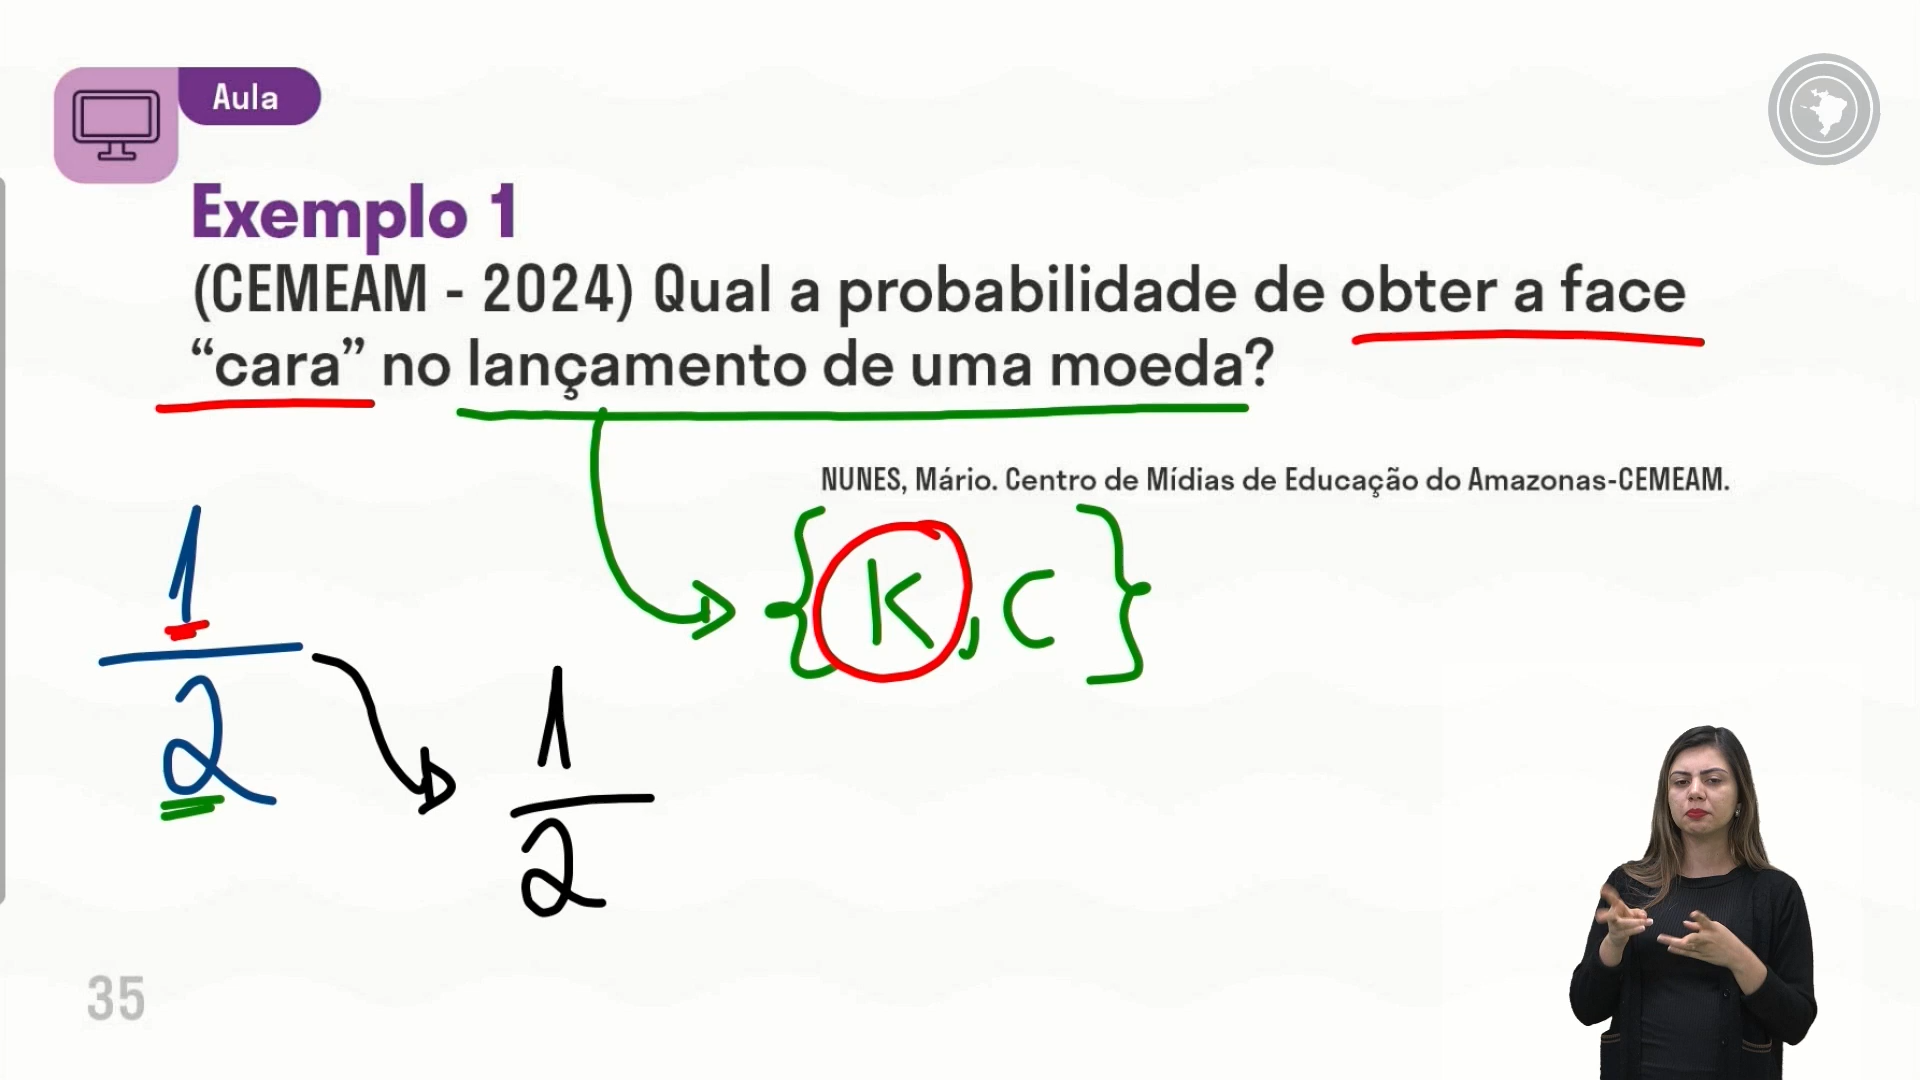 Aula
Exemplo 1
(CEMEAM - 2024) Qual a probabilidade de obter a face
“cara” no lançamento de uma moeda?
NUNES, Mário. Centro de Mídias de Educação do Amazonas-CEMEAM.
{K, C}
1
2
1
2
35